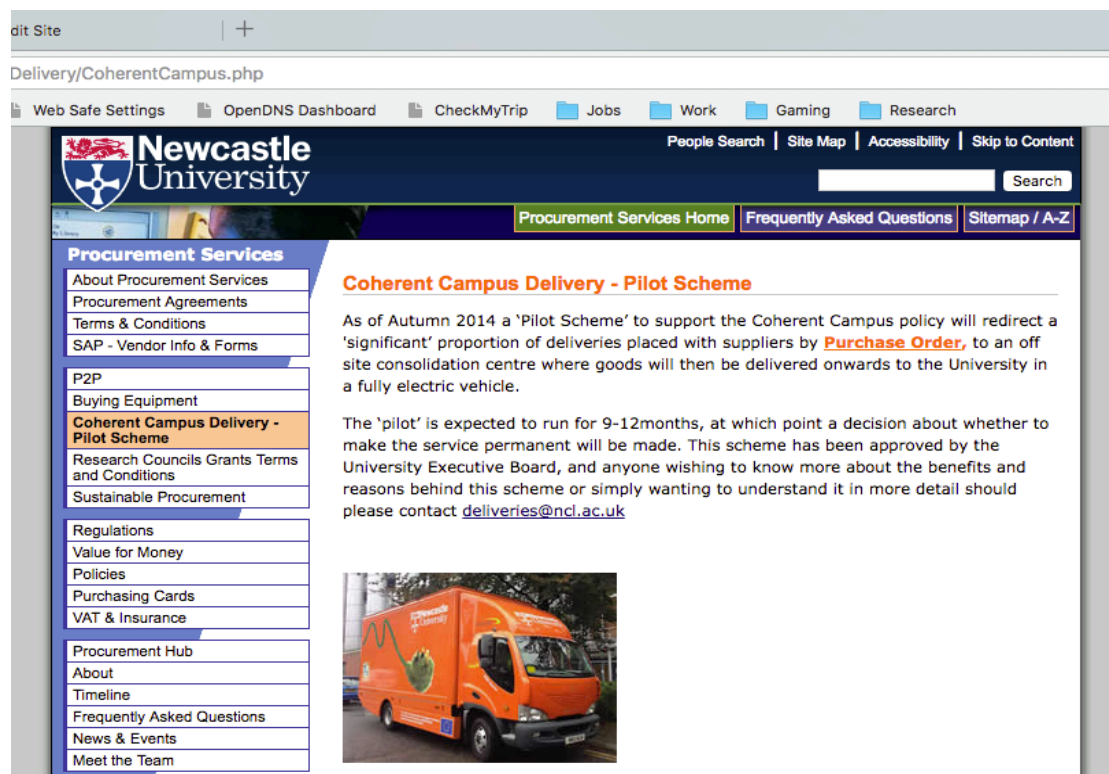 dit Site
Delivery/CoherentCampus.php
Web Safe Settings OpenDNS Dashboard CheckMyTrip Jobs Work Gaming Research
Newcastle
University
People Search | Site Map | Accessibility | Skip to Content
Search
Procurement Services Home Frequently Asked Questions Sitemap / A-Z
Procurement Services
About Procurement Services
Procurement Agreements
Terms & Conditions
SAP - Vendor Info & Forms
P2P
Buying Equipment
Coherent Campus Delivery -
Pilot Scheme
Research Councils Grants Terms
and Conditions
Sustainable Procurement
Regulations
Value for Money
Policies
Purchasing Cards
VAT & Insurance
Procurement Hub
About
Timeline
Frequently Asked Questions
News & Events
Meet the Team
Coherent Campus Delivery - Pilot Scheme
As of Autumn 2014 a ‘Pilot Scheme’ to support the Coherent Campus policy will redirect a
'significant’ proportion of deliveries placed with suppliers by Purchase Order, to an off
site consolidation centre where goods will then be delivered onwards to the University in
a fully electric vehicle.
The ‘pilot’ is expected to run for 9-12months, at which point a decision about whether to
make the service permanent will be made. This scheme has been approved by the
University Executive Board, and anyone wishing to know more about the benefits and
reasons behind this scheme or simply wanting to understand it in more detail should
please contact deliveries@ncl.ac.uk
Newcastle
University